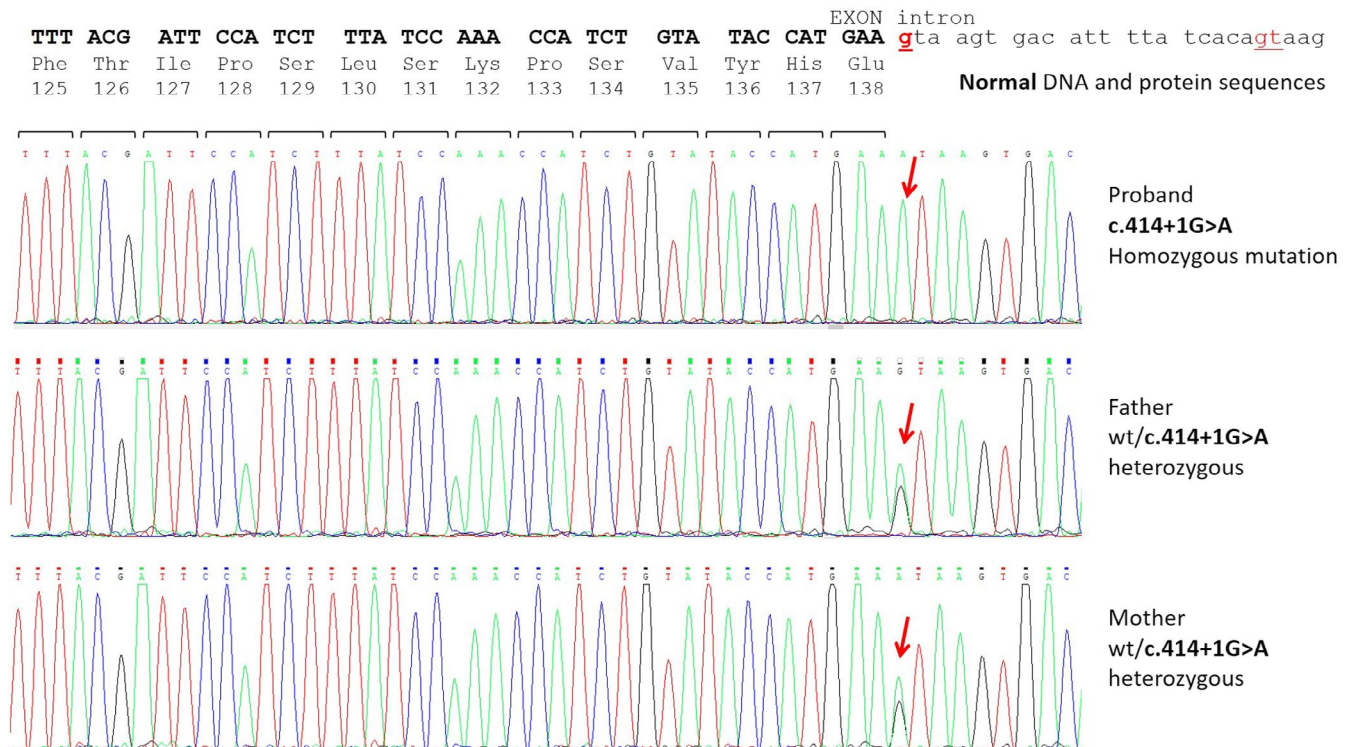 EXON intron
TTT ACG ATT CCA TCT TTA TCC AAA CCA TCT GTA TAC CAT GAA gta agt gac att tta tcacagtaag
Phe Thr Ile Pro Ser Leu Ser Lys Pro Ser Val Tyr His Glu
125 126 127 128 129 130 131 132 133 134 135 136 137 138
Normal DNA and protein sequences
T T T A C G A T T C C A T C T T T A T C C A A A C C A T C T G T A T A C C A T G A A A T A A G T G A C
Proband
c.414+1G>A
Homozygous mutation
T T T A C G A T T C C A T C T T T A T C C A A A C C A T C T G T A T A C C A T G A A G T A A G T G A C
Father
wt/c.414+1G>A
heterozygous
T T T A C G A T T C C A T C T T T A T C C A A A C C A T C T G T A T A C C A T G A A A T A A G T G A C
Mother
wt/c.414+1G>A
heterozygous